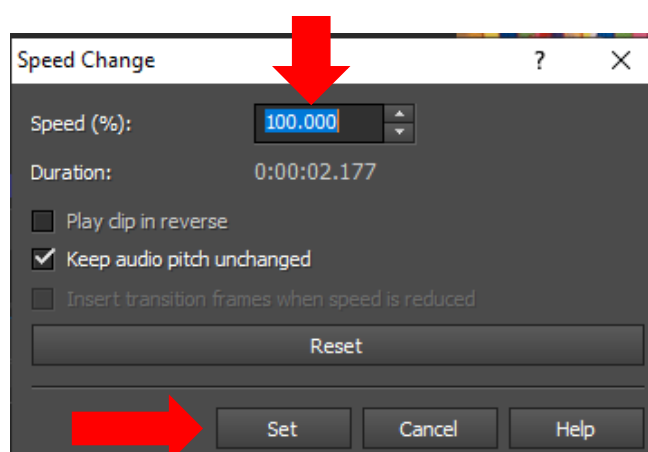 Speed Change ? ×
Speed (%): 100.000
Duration: 0:00:02.177
Play clip in reverse
Keep audio pitch unchanged
Insert transition frames when speed is reduced
Reset
Set Cancel Help